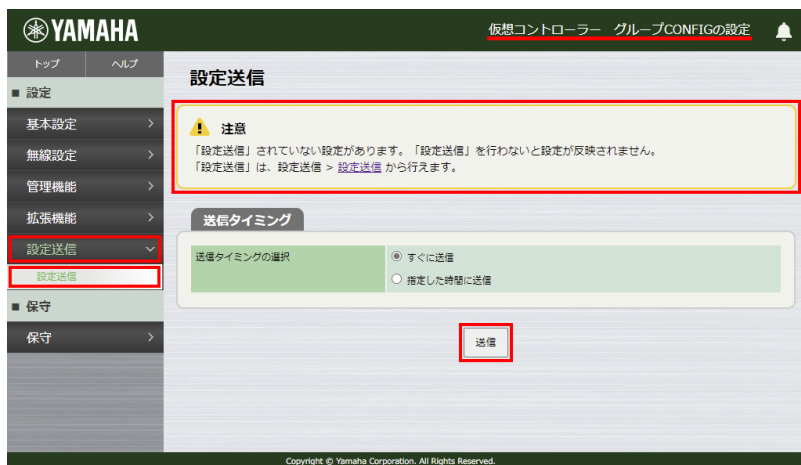 YAMAHA
仮想コントローラー グループCONFIGの設定
トップ ヘルプ
■ 設定
基本設定
無線設定
管理機能
拡張機能
設定送信
設定送信
■ 保守
保守
設定送信
注意
「設定送信」されていない設定があります。「設定送信」を行わないと設定が反映されません。
「設定送信」は、設定送信 > 設定送信 から行えます。
送信タイミング
送信タイミングの選択
すぐに送信
指定した時間に送信
送信
Copyright © Yamaha Corporation. All Rights Reserved.